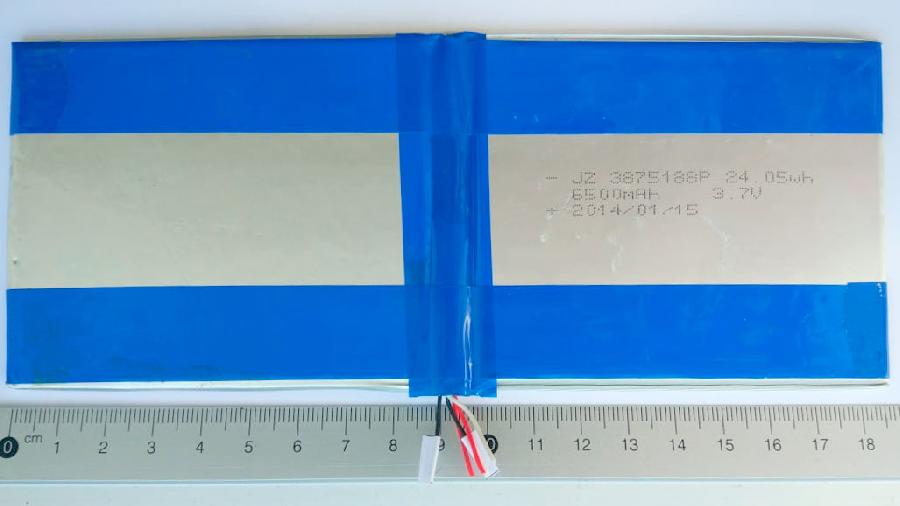 - JZ 3875188P 24.05wh
6500mAh 3.7V
+ 2014/01/15
0 cm 1 2 3 4 5 6 7 8 9 10 11 12 13 14 15 16 17 18